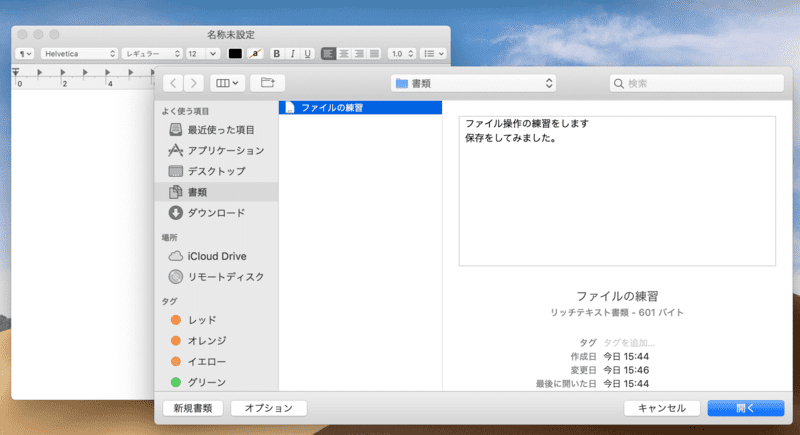 名称未設定
¶ Helvetica レギュラー 12 a B I U 1.0
0 2 4 6
書類
検索
よく使う項目
最近使った項目
アプリケーション
デスクトップ
書類
ダウンロード
場所
iCloud Drive
リモートディスク
タグ
レッド
オレンジ
イエロー
グリーン
ファイルの練習
ファイル操作の練習をします
保存をしてみました。
ファイルの練習
リッチテキスト書類 - 601 バイト
タグ タグを追加...
作成日 今日 15:44
変更日 今日 15:46
最後に開いた日 今日 15:44
新規書類 オプション キャンセル 開く